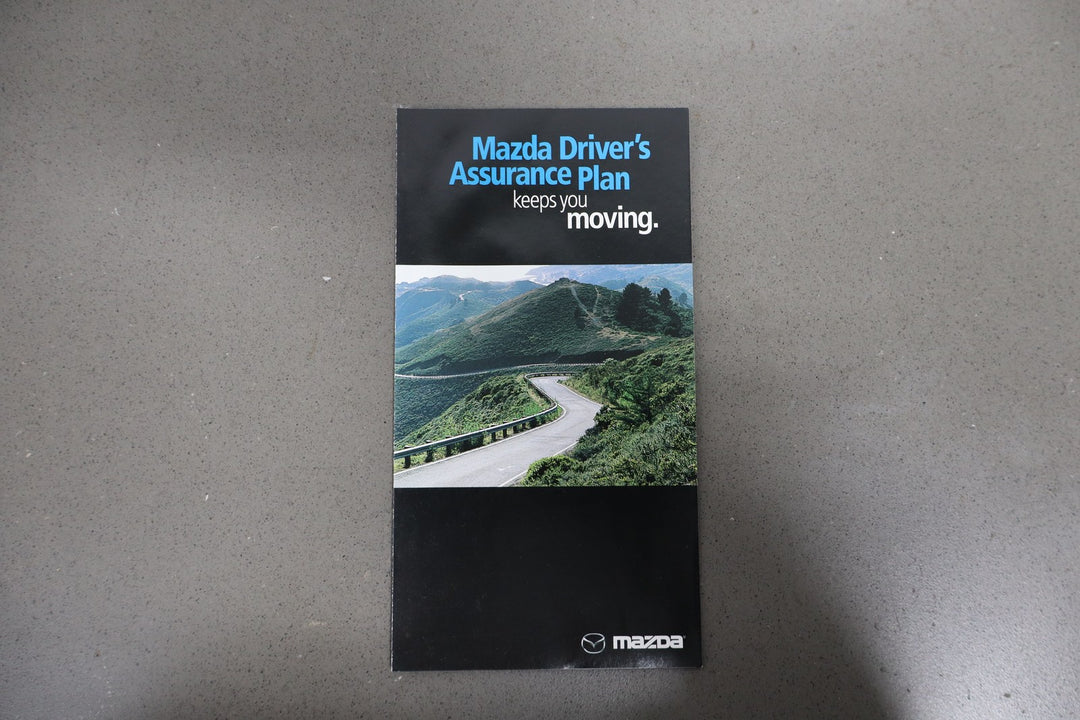 Mazda Driver's
Assurance Plan
keeps you
moving.
mazda